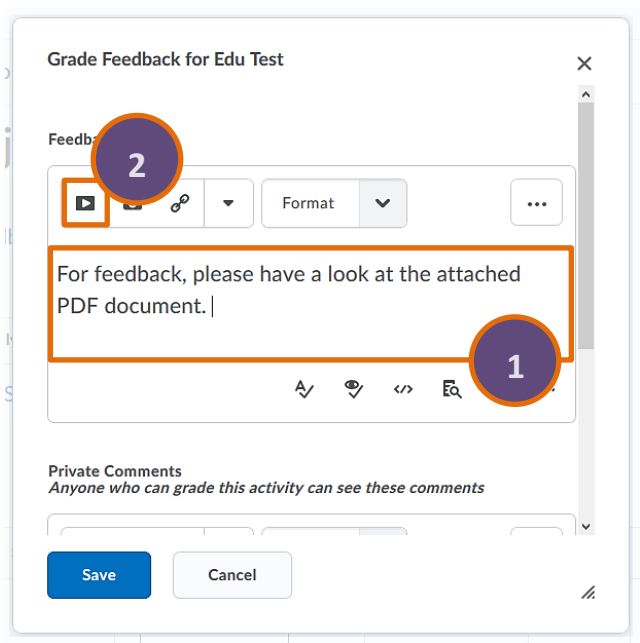 Grade Feedback for Edu Test
Feedba
2
Format
For feedback, please have a look at the attached
PDF document.
1
Private Comments
Anyone who can grade this activity can see these comments
Save
Cancel